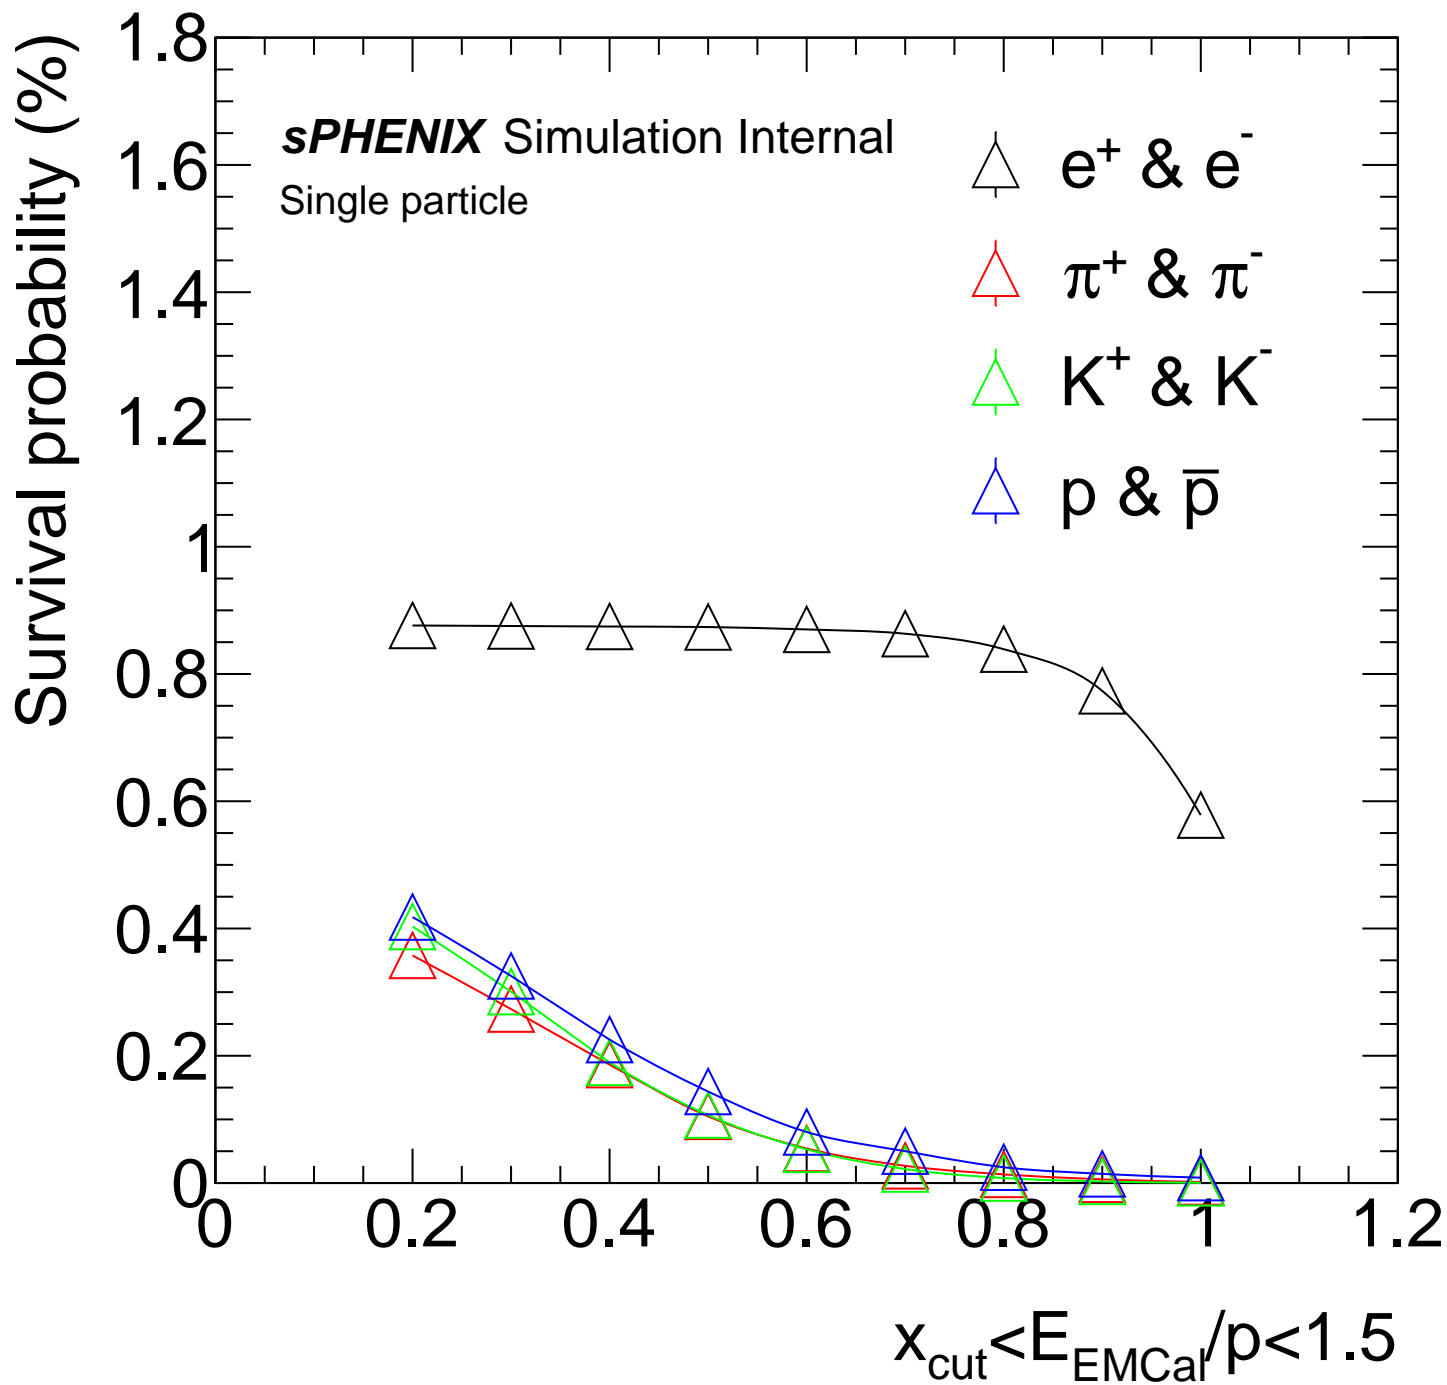 Survival probability (%)
1.8
1.6
1.4
1.2
1
0.8
0.6
0.4
0.2
0
sPHENIX Simulation Internal
Single particle
e⁺ & e⁻
π⁺ & π⁻
K⁺ & K⁻
p & p̅
0 0.2 0.4 0.6 0.8 1 1.2
x_cut<E_EMCal/p<1.5